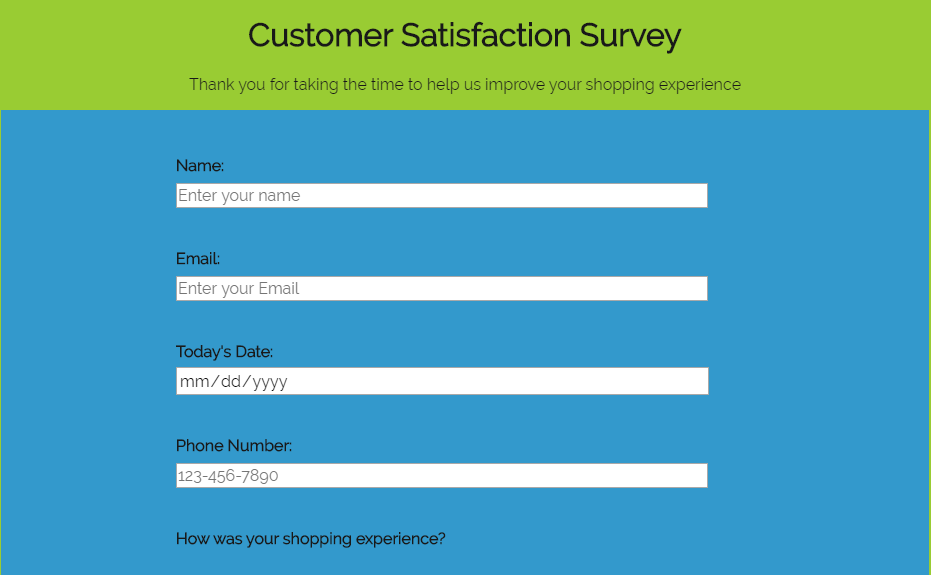 Customer Satisfaction Survey
Thank you for taking the time to help us improve your shopping experience
Name:
Enter your name
Email:
Enter your Email
Today's Date:
mm/dd/yyyy
Phone Number:
123-456-7890
How was your shopping experience?